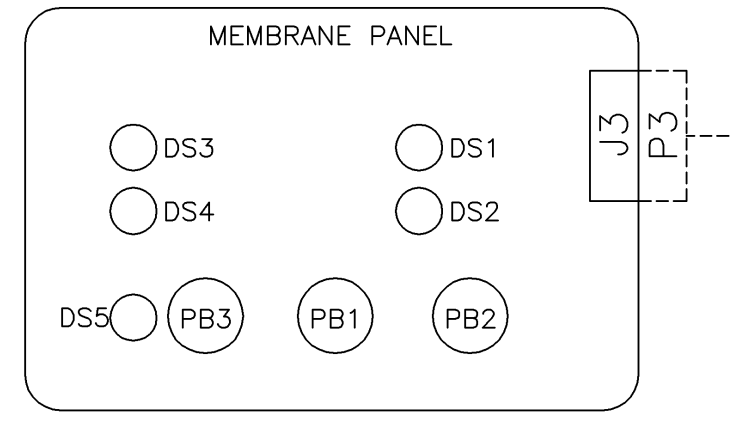 MEMBRANE PANEL
J3
P3
DS3
DS1
DS4
DS2
DS5
PB3
PB1
PB2